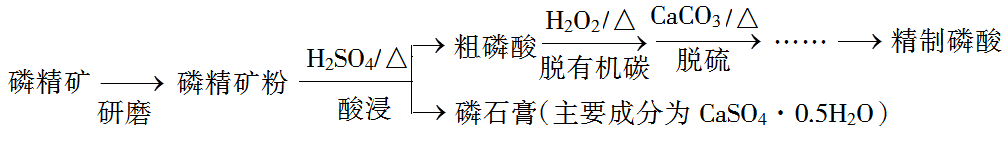 磷精矿 ⟶ 研磨 磷精矿粉 H₂SO₄/△ 酸浸
粗磷酸 H₂O₂/△ 脱有机碳 CaCO₃/△ 脱硫 …… ⟶ 精制磷酸
磷石膏(主要成分为 CaSO₄·0.5H₂O)